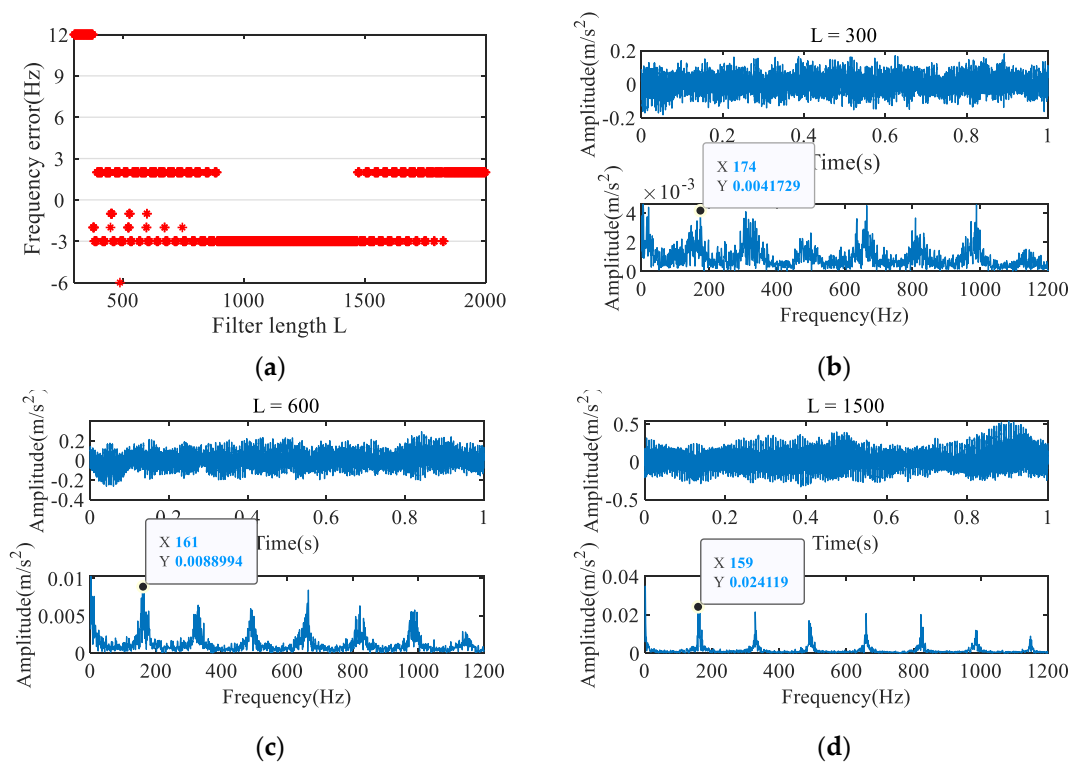 12
9
6
3
0
-3
-6
Frequency error(Hz)
500
1000
1500
2000
Filter length L
(a)
L = 300
0.2
0
-0.2
Amplitude(m/s²)
0
0.2
0.4
0.6
0.8
1
Time(s)
X 174
Y 0.0041729
×10⁻³
4
2
0
Amplitude(m/s²)
0
200
400
600
800
1000
1200
Frequency(Hz)
(b)
L = 600
0.2
0
-0.2
-0.4
Amplitude(m/s²)
0
0.2
0.4
0.6
0.8
1
Time(s)
X 161
Y 0.0088994
0.01
0.005
0
Amplitude(m/s²)
0
200
400
600
800
1000
1200
Frequency(Hz)
(c)
L = 1500
0.5
0
-0.5
Amplitude(m/s²)
0
0.2
0.4
0.6
0.8
1
Time(s)
X 159
Y 0.024119
0.04
0.02
0
Amplitude(m/s²)
0
200
400
600
800
1000
1200
Frequency(Hz)
(d)